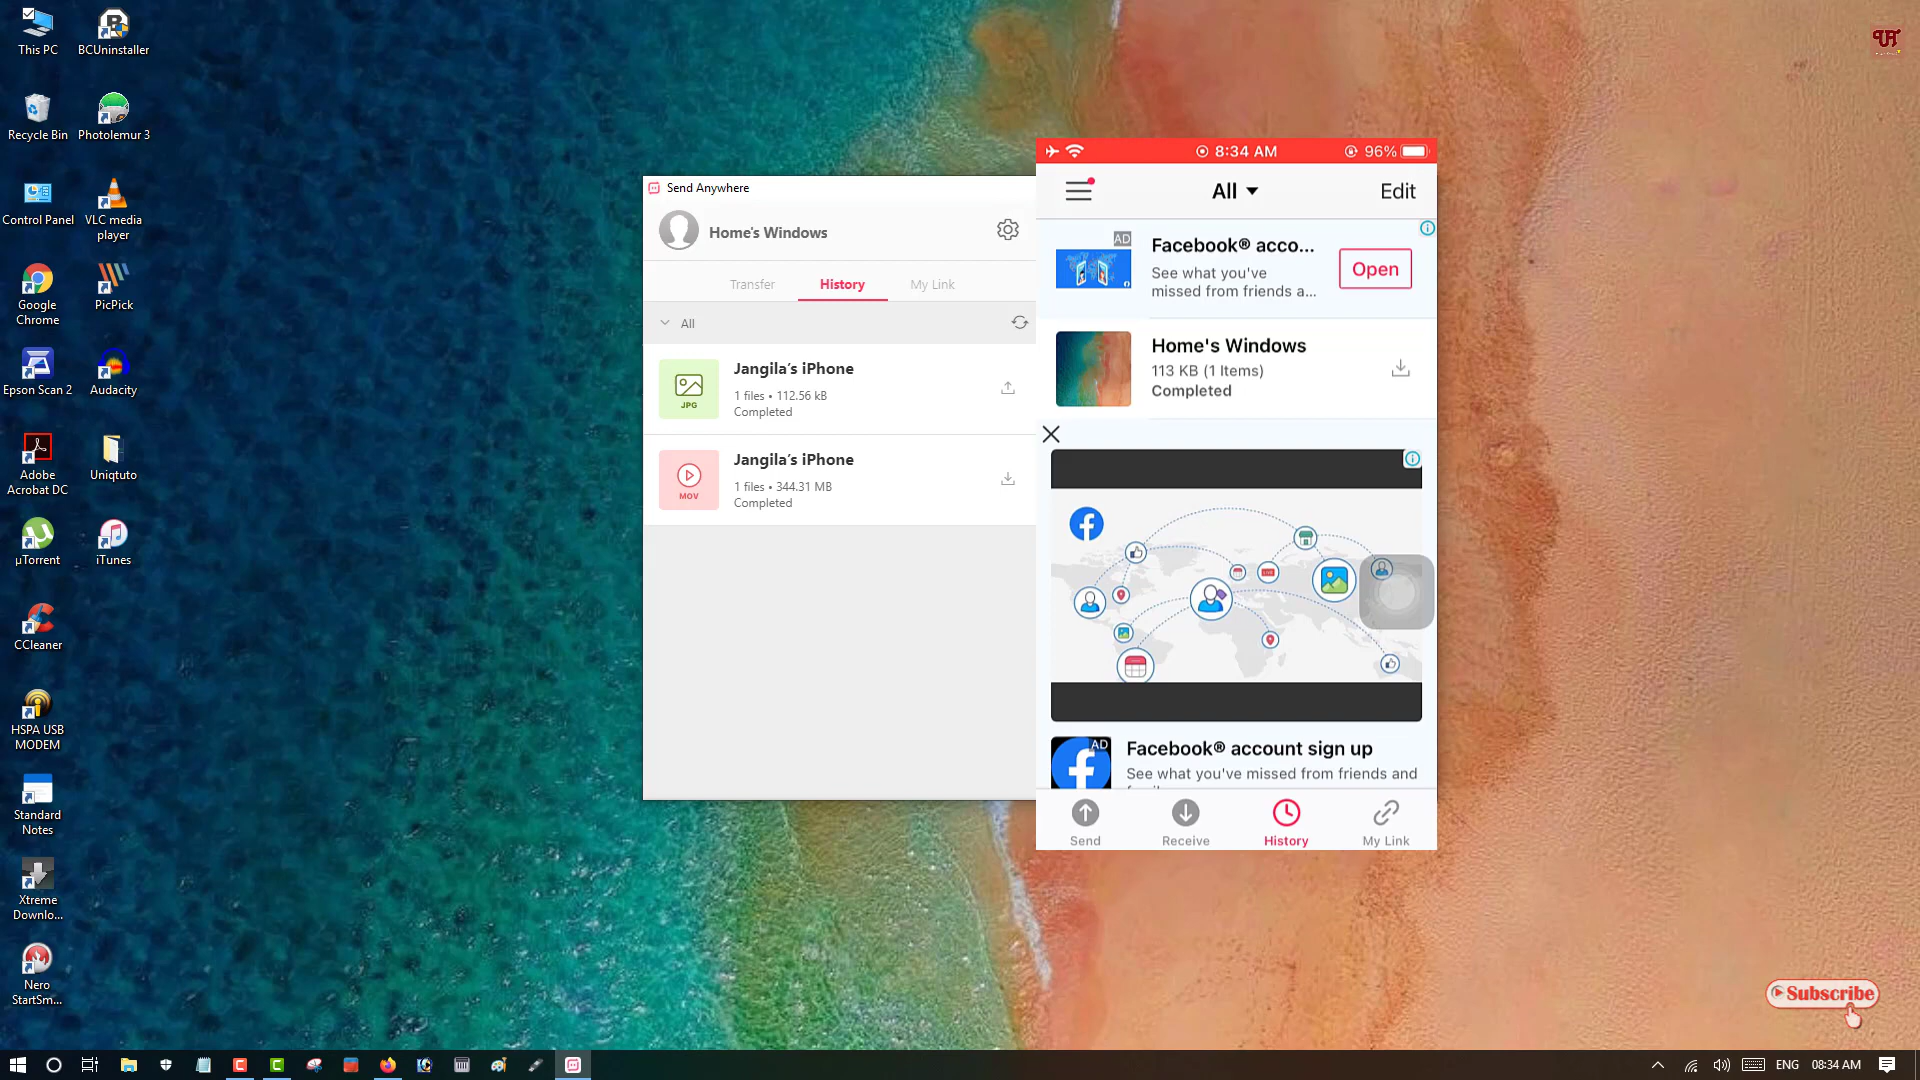 This PC
BCUninstaller
Recycle Bin
Photolemur 3
Control Panel
VLC media
player
Google
Chrome
PicPick
Epson Scan 2
Audacity
Adobe
Acrobat DC
Uniqtuto
µTorrent
iTunes
CCleaner
HSPA USB
MODEM
Standard
Notes
Xtreme
Downlo...
Nero
StartSm...
Send Anywhere
Home's Windows
Transfer
History
My Link
All
JPG
Jangila’s iPhone
1 files • 112.56 kB
Completed
MOV
Jangila’s iPhone
1 files • 344.31 MB
Completed
8:34 AM
96%
All
Edit
AD
Facebook® acco...
See what you've
missed from friends a...
Open
Home's Windows
113 KB (1 Items)
Completed
LIVE
AD
Facebook® account sign up
See what you've missed from friends and
Send
Receive
History
My Link
Subscribe
ENG
08:34 AM